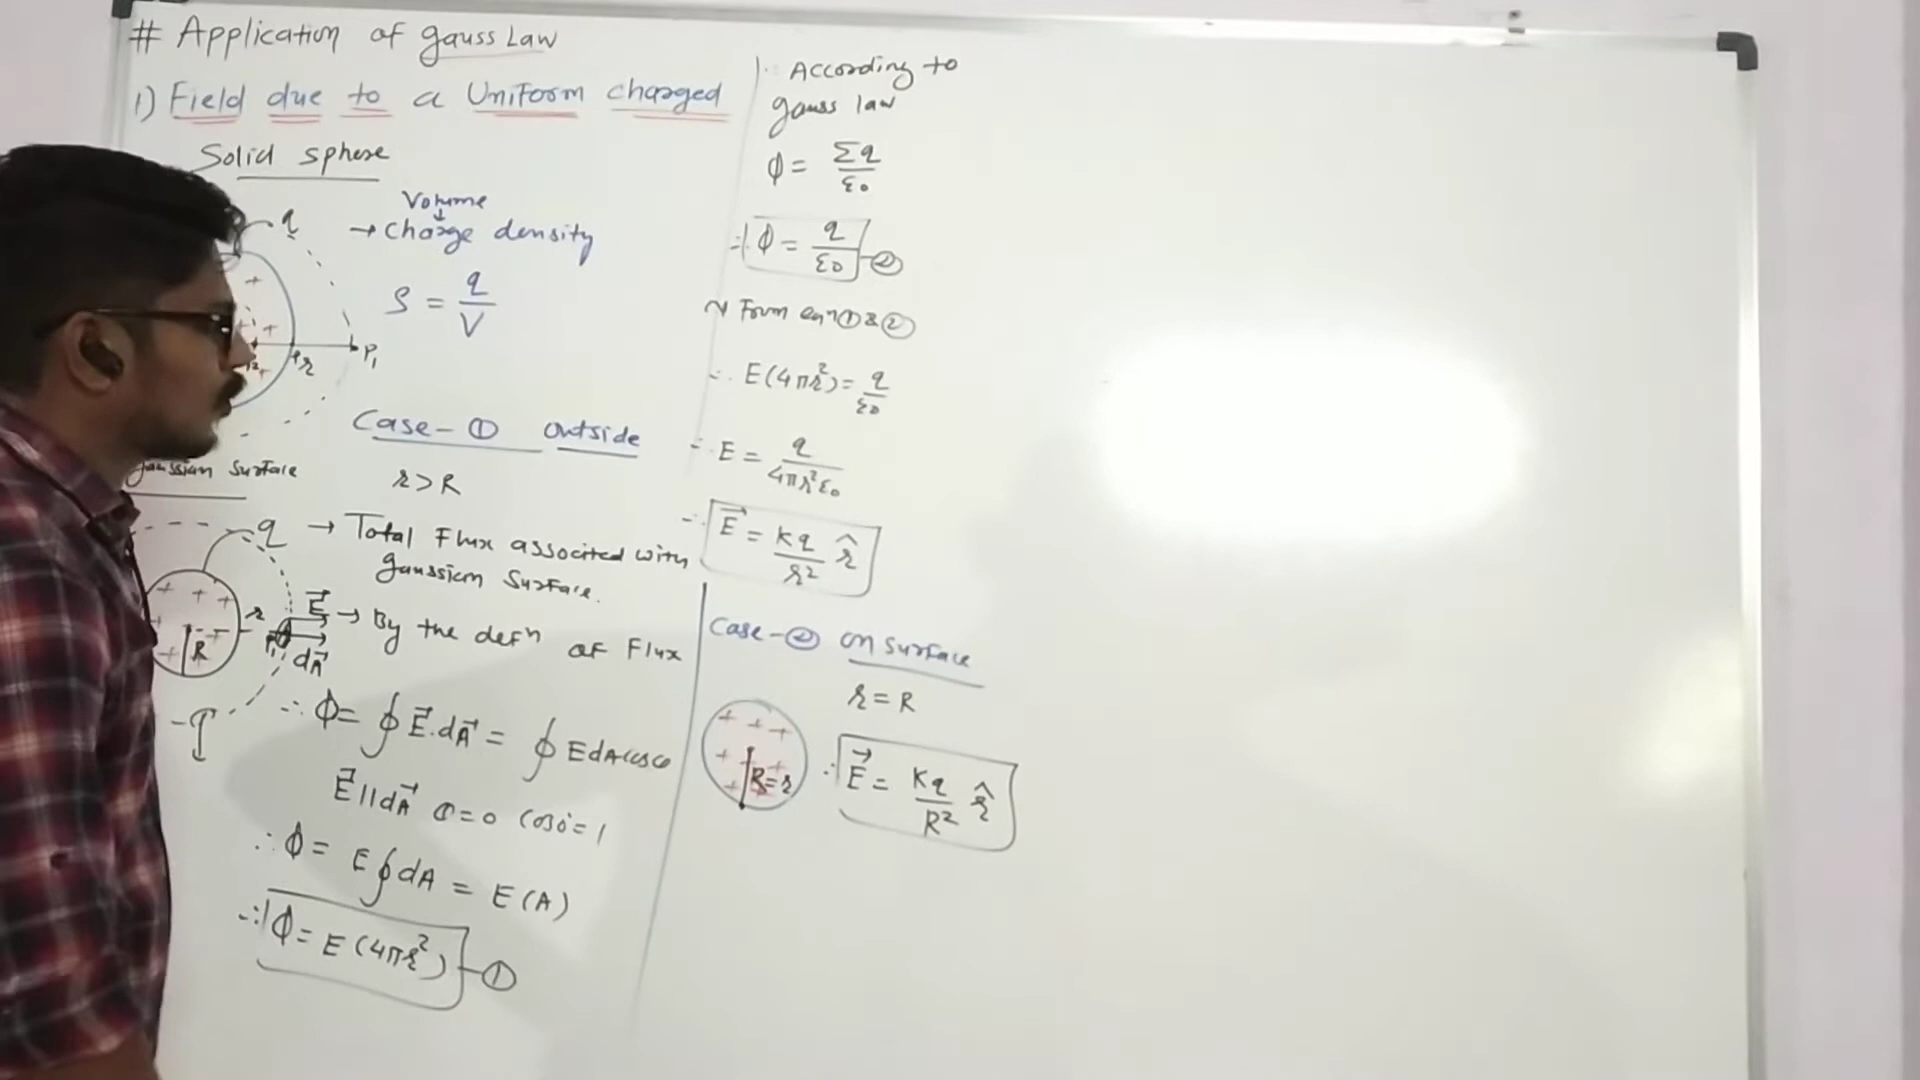 # Application of gauss Law
1) Field due to a Uniform charged
Solid sphere
q
Volume
→ charge density
ρ = q/V
P₁
r
Case-① outside
gaussian surface
r>R
q
→ Total Flux associted with
gaussian surface.
+ + +
r
E⃗
→ By the defⁿ of Flux
R
dA⃗
∴ Φ = ∮E⃗.dA⃗ = ∮EdAcosθ
E⃗||dA⃗ θ=0 cos0°=1
∴ Φ = E∮dA = E(A)
∴ Φ = E(4πr²) -①
∴ According to
gauss law
Φ = Σq/ε₀
∴ Φ = q/ε₀ -②
From eqⁿ ① & ②
∴ E(4πr²) = q/ε₀
∴ E = q/4πr²ε₀
∴ E⃗ = kq/r² r̂
Case-② on surface
r=R
+ + +
R=r
∴ E⃗ = Kq/R² r̂